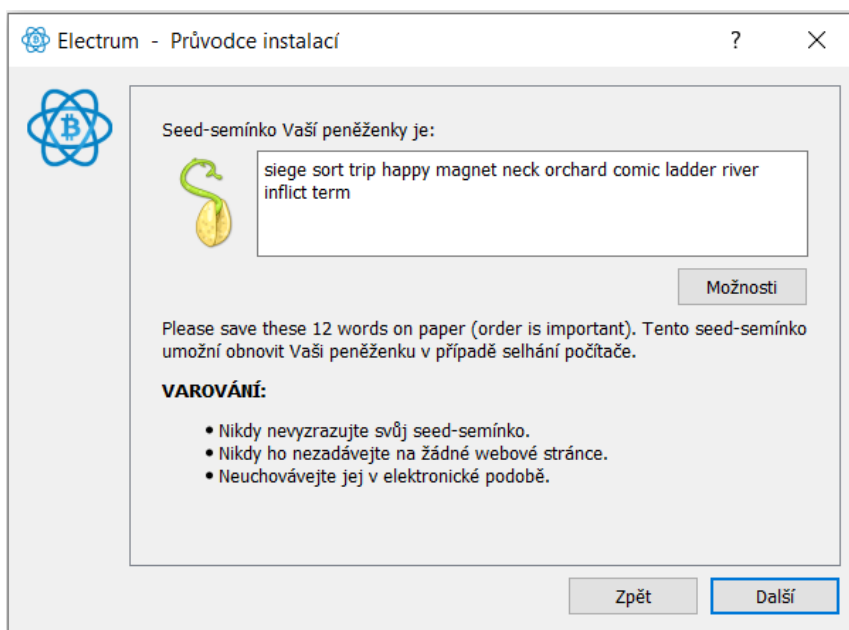 Electrum - Průvodce instalací
Seed-semínko Vaší peněženky je:
siege sort trip happy magnet neck orchard comic ladder river
inflict term
Možnosti
Please save these 12 words on paper (order is important). Tento seed-semínko
umožní obnovit Vaši peněženku v případě selhání počítače.
VAROVÁNÍ:
• Nikdy nevyzrazujte svůj seed-semínko.
• Nikdy ho nezadávejte na žádné webové stránce.
• Neuchovávejte jej v elektronické podobě.
Zpět
Další